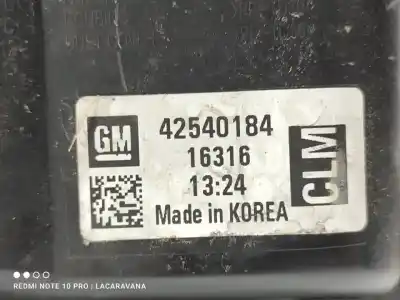 GM
42540184
16316
13:24
Made in KOREA
CLM
REDMI NOTE 10 PRO | LACARAVANA